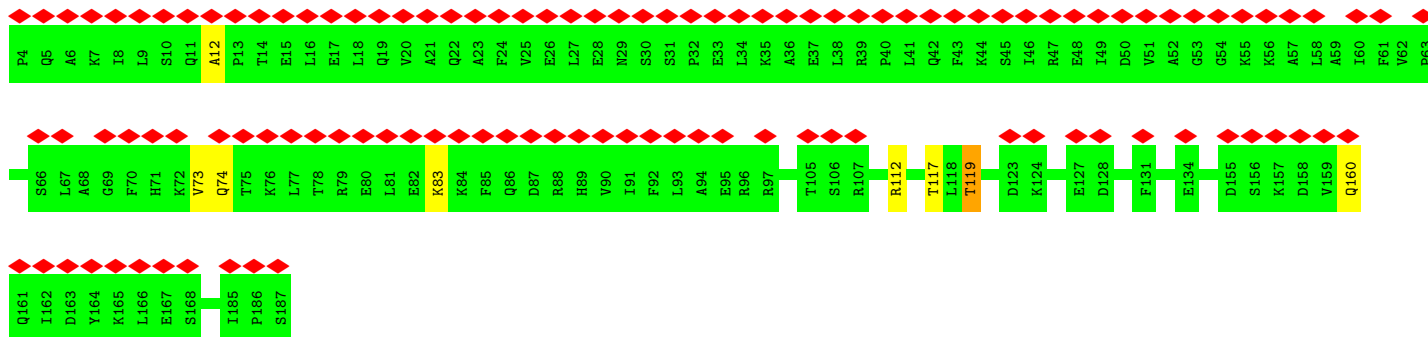 P4 Q5 A6 K7 I8 L9 S10 Q11 A12 P13 T14 E15 L16 E17 L18 Q19 V20 A21 Q22 A23 F24 V25 E26 L27 E28 N29 S30 S31 P32 E33 L34 K35 A36 E37 L38 R39 P40 L41 Q42 F43 K44 S45 I46 R47 E48 I49 D50 V51 A52 G53 G54 K55 K56 A57 L58 A59 I60 F61 V62 P63
S66 L67 A68 G69 F70 H71 K72 V73 Q74 T75 K76 L77 T78 R79 E80 L81 E82 K83 K84 F85 Q86 D87 R88 H89 V90 I91 F92 L93 A94 E95 R96 R97 T105 S106 R107 R112 T117 L118 T119 D123 K124 E127 D128 F131 E134 D155 S156 K157 D158 V159 Q160
Q161 I162 D163 Y164 K165 L166 E167 S168 I185 P186 S187